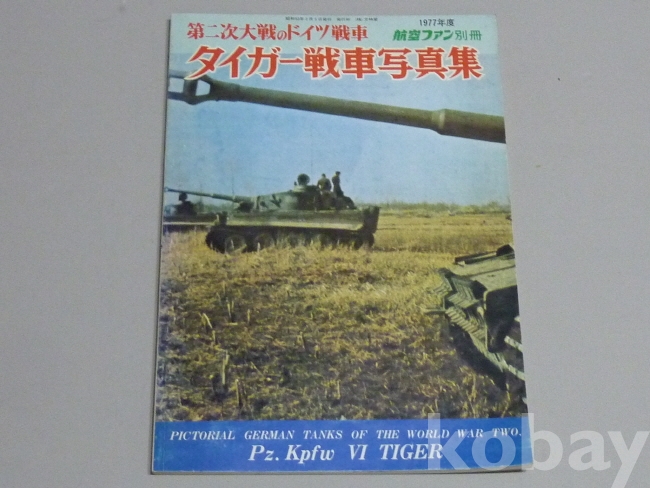 第二次大戦のドイツ戦車
1977年度
航空ファン別冊
タイガー戦車写真集
PICTORIAL GERMAN TANKS OF THE WORLD WAR TWO.
Pz. Kpfw VI TIGER
kobay